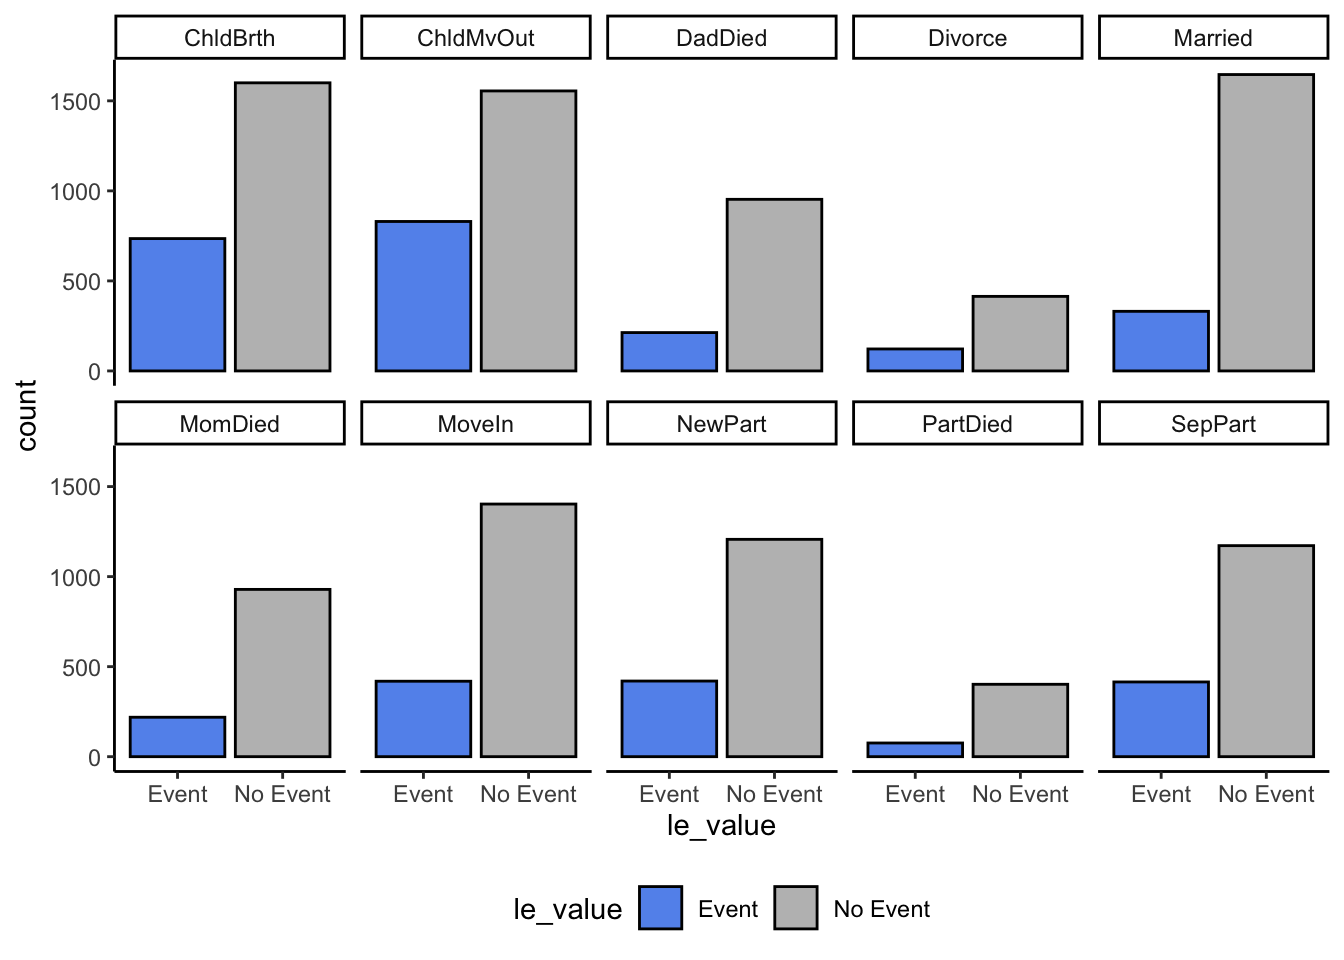 ChldBrth ChldMvOut DadDied Divorce Married
1500
1000
500
0
count
MomDied MoveIn NewPart PartDied SepPart
1500
1000
500
0
Event No Event Event No Event Event No Event Event No Event Event No Event
le_value
le_value Event No Event